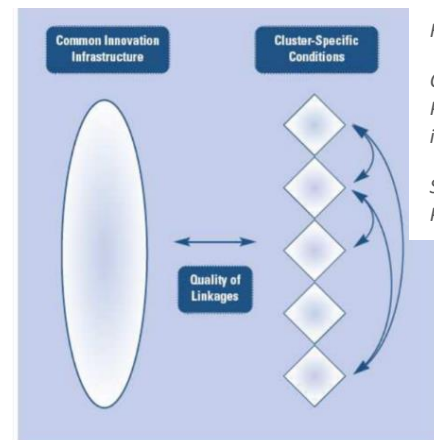 Common Innovation
Infrastructure
Cluster-Specific
Conditions
Quality of
Linkages